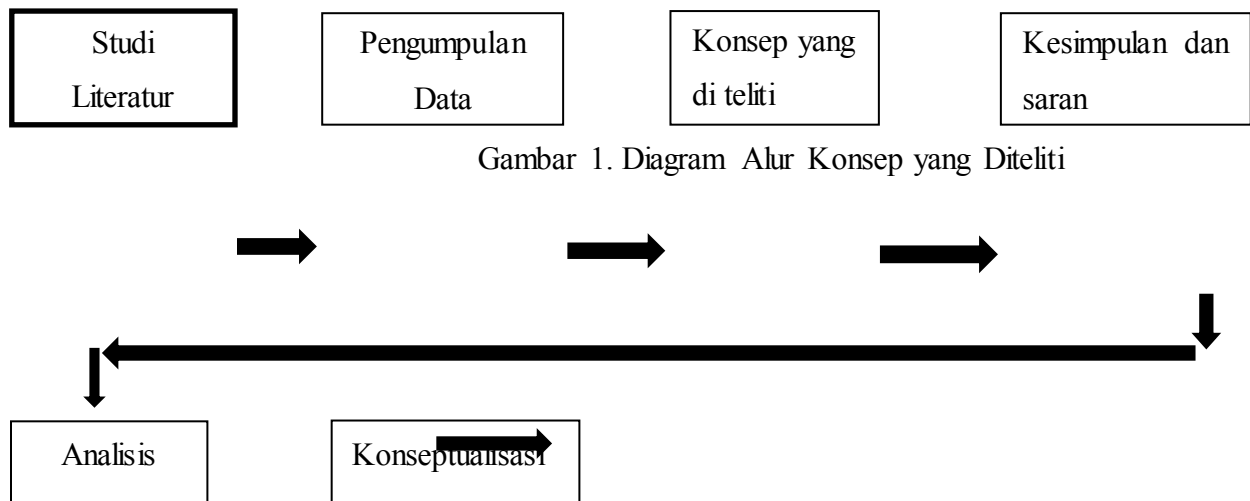 Studi
Literatur
Pengumpulan
Data
Konsep yang
di teliti
Kesimpulan dan
saran
Gambar 1. Diagram Alur Konsep yang Diteliti
Analisis
Konseptualisasi